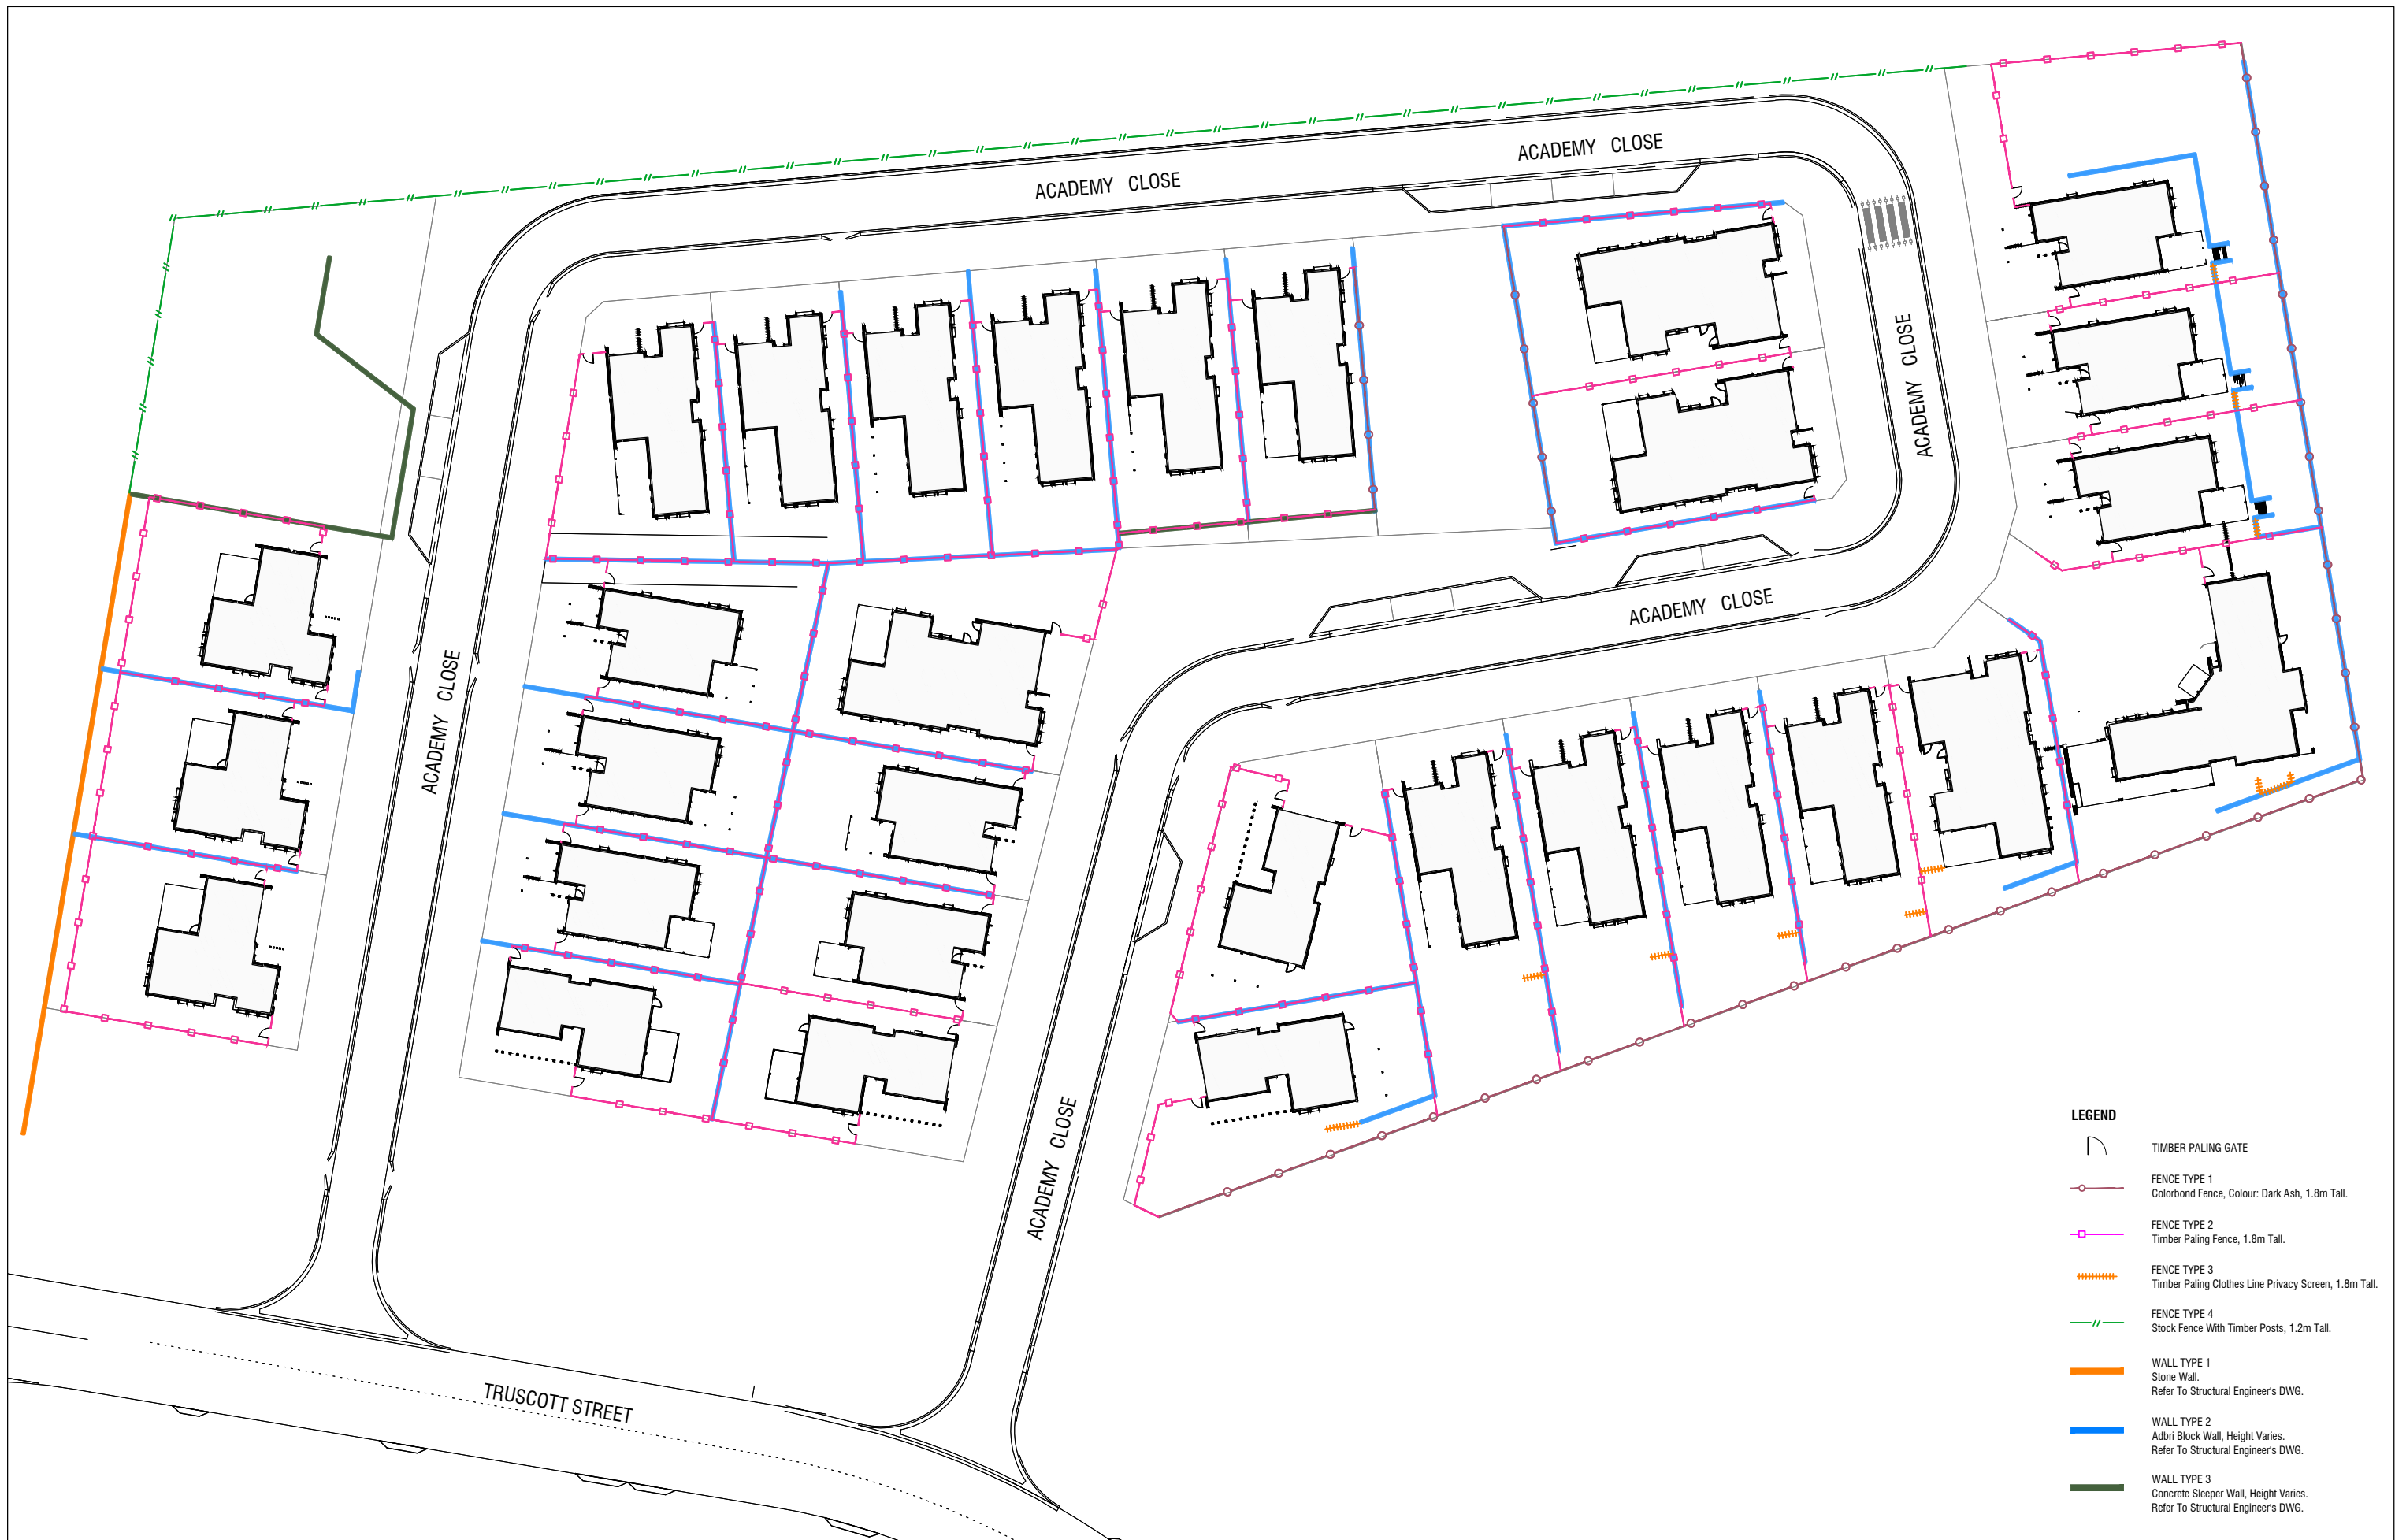 ACADEMY CLOSE
ACADEMY CLOSE
ACADEMY CLOSE
ACADEMY CLOSE
ACADEMY CLOSE
ACADEMY CLOSE
TRUSCOTT STREET
LEGEND
TIMBER PALING GATE
FENCE TYPE 1
Colorbond Fence, Colour: Dark Ash, 1.8m Tall.
FENCE TYPE 2
Timber Paling Fence, 1.8m Tall.
FENCE TYPE 3
Timber Paling Clothes Line Privacy Screen, 1.8m Tall.
FENCE TYPE 4
Stock Fence With Timber Posts, 1.2m Tall.
WALL TYPE 1
Stone Wall.
Refer To Structural Engineer's DWG.
WALL TYPE 2
Adbri Block Wall, Height Varies.
Refer To Structural Engineer's DWG.
WALL TYPE 3
Concrete Sleeper Wall, Height Varies.
Refer To Structural Engineer's DWG.